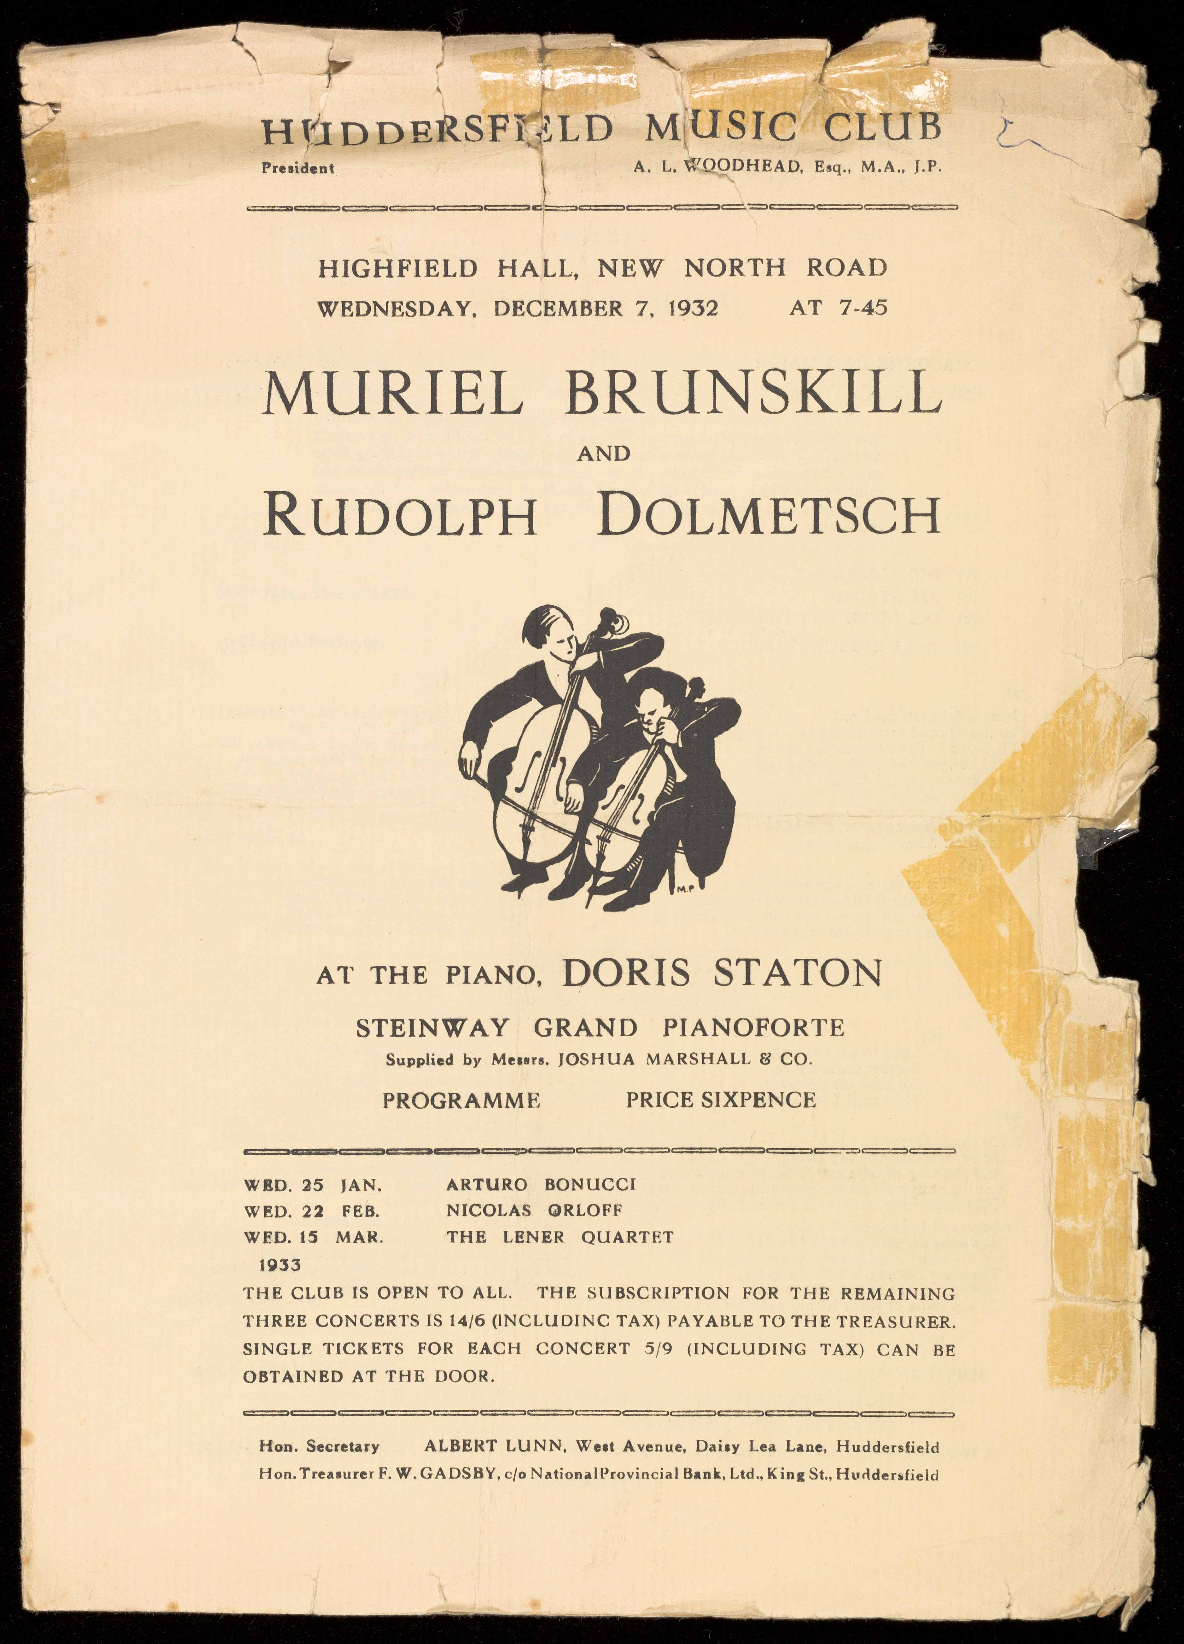 HUDDERSFIELD MUSIC CLUB
President A. L. WOODHEAD, Esq., M.A., J.P.
HIGHFIELD HALL, NEW NORTH ROAD
WEDNESDAY, DECEMBER 7, 1932 AT 7-45
MURIEL BRUNSKILL
AND
RUDOLPH DOLMETSCH
M.P
AT THE PIANO, DORIS STATON
STEINWAY GRAND PIANOFORTE
Supplied by Messrs. JOSHUA MARSHALL & CO.
PROGRAMME PRICE SIXPENCE
WED. 25 JAN. ARTURO BONUCCI
WED. 22 FEB. NICOLAS ORLOFF
WED. 15 MAR. THE LENER QUARTET
1933
THE CLUB IS OPEN TO ALL. THE SUBSCRIPTION FOR THE REMAINING
THREE CONCERTS IS 14/6 (INCLUDINC TAX) PAYABLE TO THE TREASURER.
SINGLE TICKETS FOR EACH CONCERT 5/9 (INCLUDING TAX) CAN BE
OBTAINED AT THE DOOR.
Hon. Secretary ALBERT LUNN, West Avenue, Daisy Lea Lane, Huddersfield
Hon. Treasurer F. W. GADSBY, c/o National Provincial Bank, Ltd., King St., Huddersfield